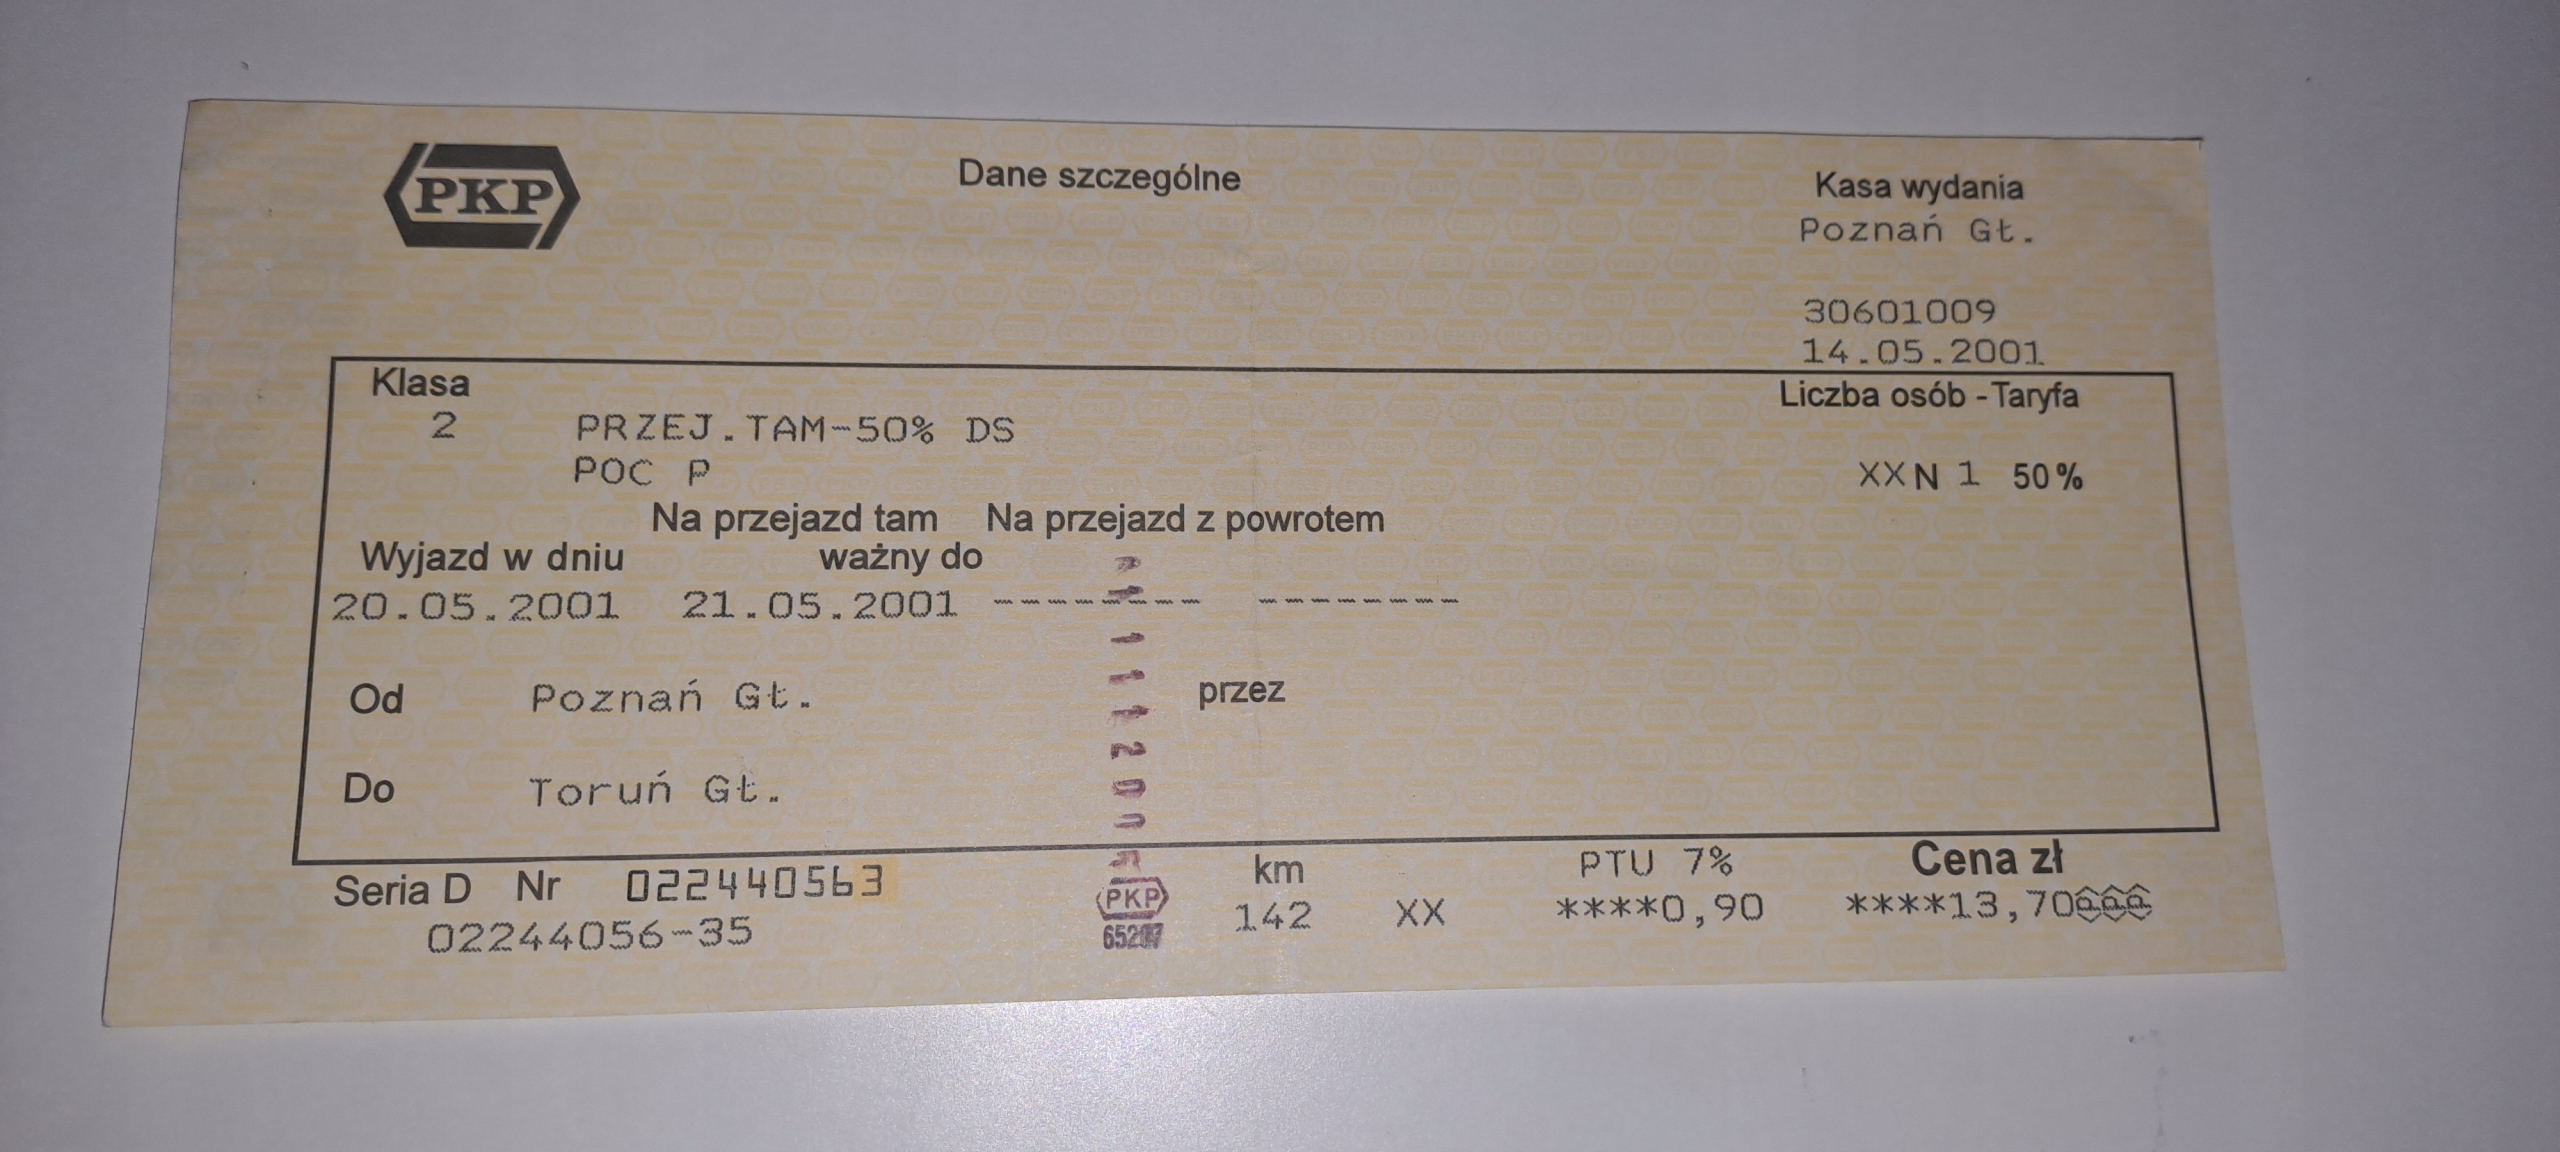 PKP
Dane szczególne
Kasa wydania
Poznań Gł.
30601009
14.05.2001
Klasa
Liczba osób - Taryfa
2 PRZEJ.TAM-50% DS
POC P
XXN 1 50%
Na przejazd tam Na przejazd z powrotem
Wyjazd w dniu ważny do
20.05.2001 21.05.2001 -------- --------
Od Poznań Gł. przez
Do Toruń Gł.
Seria D Nr 022440563 km PTU 7% Cena zł
02244056-35 142 XX ****0,90 ****13,70
PKP